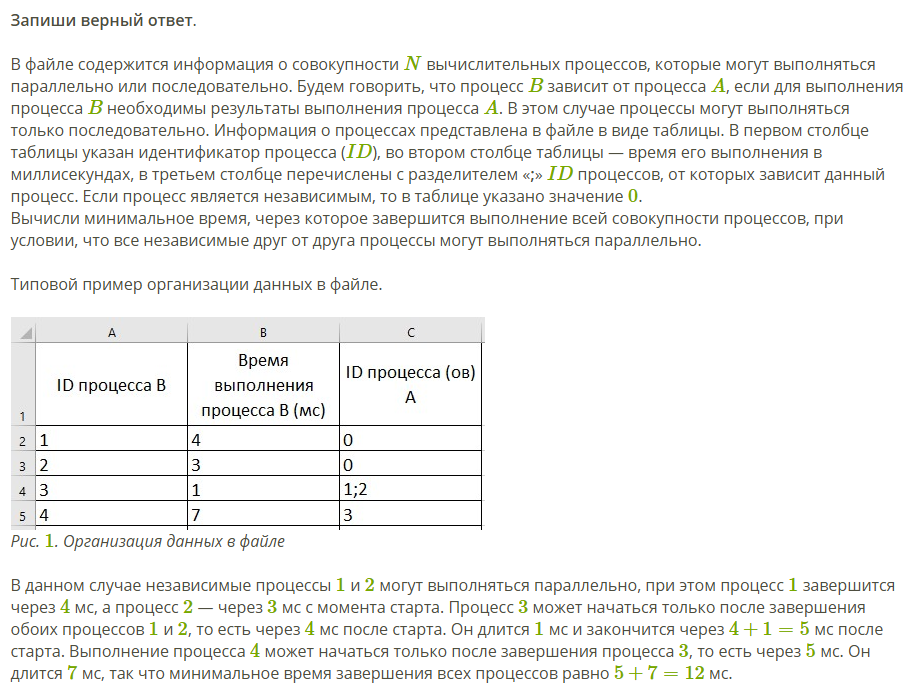 Запиши верный ответ.
В файле содержится информация о совокупности N вычислительных процессов, которые могут выполняться
параллельно или последовательно. Будем говорить, что процесс B зависит от процесса A, если для выполнения
процесса B необходимы результаты выполнения процесса A. В этом случае процессы могут выполняться
только последовательно. Информация о процессах представлена в файле в виде таблицы. В первом столбце
таблицы указан идентификатор процесса (ID), во втором столбце таблицы — время его выполнения в
миллисекундах, в третьем столбце перечислены с разделителем «;» ID процессов, от которых зависит данный
процесс. Если процесс является независимым, то в таблице указано значение 0.
Вычисли минимальное время, через которое завершится выполнение всей совокупности процессов, при
условии, что все независимые друг от друга процессы могут выполняться параллельно.
Типовой пример организации данных в файле.
A B C
1 ID процесса B Время выполнения процесса B (мс) ID процесса (ов) A
2 1 4 0
3 2 3 0
4 3 1 1;2
5 4 7 3
Рис. 1. Организация данных в файле
В данном случае независимые процессы 1 и 2 могут выполняться параллельно, при этом процесс 1 завершится
через 4 мс, а процесс 2 — через 3 мс с момента старта. Процесс 3 может начаться только после завершения
обоих процессов 1 и 2, то есть через 4 мс после старта. Он длится 1 мс и закончится через 4 + 1 = 5 мс после
старта. Выполнение процесса 4 может начаться только после завершения процесса 3, то есть через 5 мс. Он
длится 7 мс, так что минимальное время завершения всех процессов равно 5 + 7 = 12 мс.